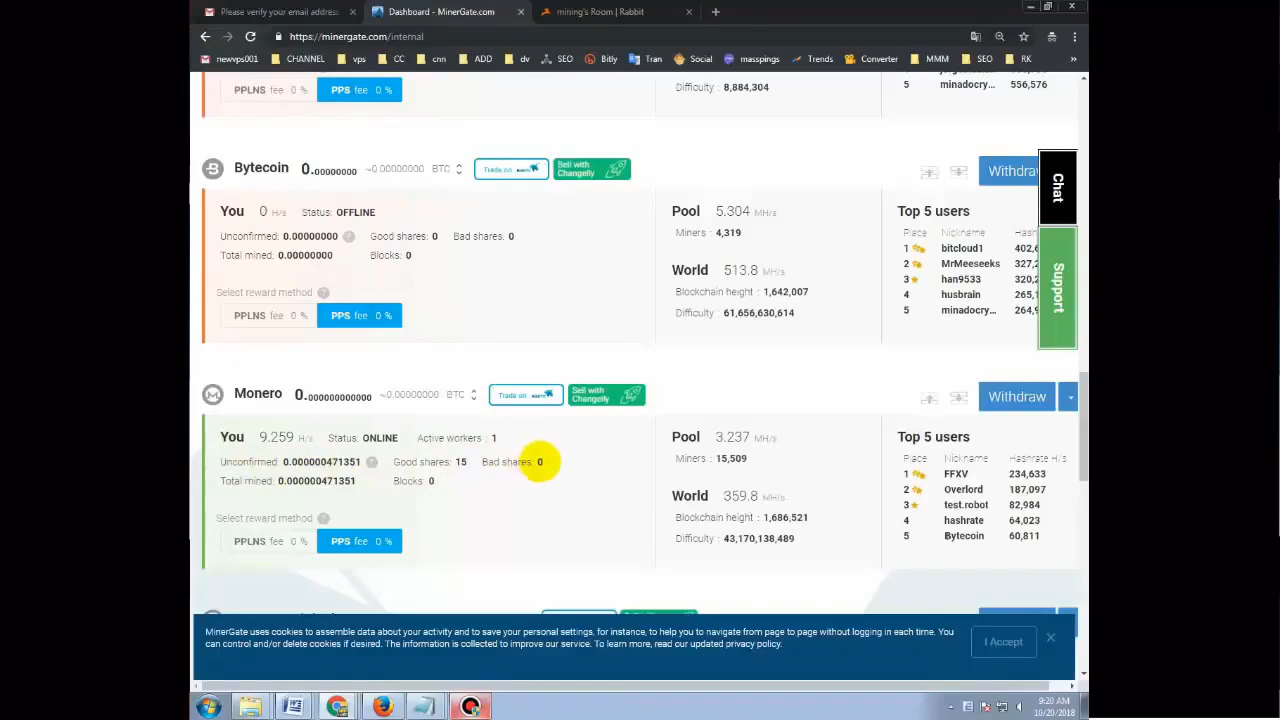 Please verify your email address
Dashboard - MinerGate.com
mining's Room | Rabbit
https://minergate.com/internal
newvps001 CHANNEL vps CC cnn ADD dv SEO Bitly Tran Social masspings Trends Converter MMM SEO RK »
PPLNS fee 0 % PPS fee 0 %
Difficulty : 8,884,304
5 minadocry... 556,576
Bytecoin 0.00000000 ~0.00000000 BTC
Trade on
Sell with Changelly
Withdraw
Chat
Support
You 0 H/s Status: OFFLINE
Unconfirmed: 0.00000000 ? Good shares: 0 Bad shares: 0
Total mined: 0.00000000 Blocks: 0
Select reward method ?
PPLNS fee 0 % PPS fee 0 %
Pool 5.304 MH/s
Miners : 4,319
World 513.8 MH/s
Blockchain height : 1,642,007
Difficulty : 61,656,630,614
Top 5 users
Place Nickname Hashr
1 bitcloud1 402,6
2 MrMeeseeks 327,2
3 han9533 320,2
4 husbrain 265,1
5 minadocry... 264,9
Monero 0.000000000000 ~0.00000000 BTC
Trade on
Sell with Changelly
Withdraw
You 9.259 H/s Status: ONLINE Active workers : 1
Unconfirmed: 0.000000471351 ? Good shares: 15 Bad shares: 0
Total mined: 0.000000471351 Blocks: 0
Select reward method ?
PPLNS fee 0 % PPS fee 0 %
Pool 3.237 MH/s
Miners : 15,509
World 359.8 MH/s
Blockchain height : 1,686,521
Difficulty : 43,170,138,489
Top 5 users
Place Nickname Hashrate H/s
1 FFXV 234,633
2 Overlord 187,097
3 test.robot 82,984
4 hashrate 64,023
5 Bytecoin 60,811
MinerGate uses cookies to assemble data about your activity and to save your personal settings, for instance, to help you to navigate from page to page without logging in each time. You
can control and/or delete cookies if desired. The information is collected to improve our service. To learn more, read our updated privacy policy.
I Accept
9:20 AM
10/20/2018